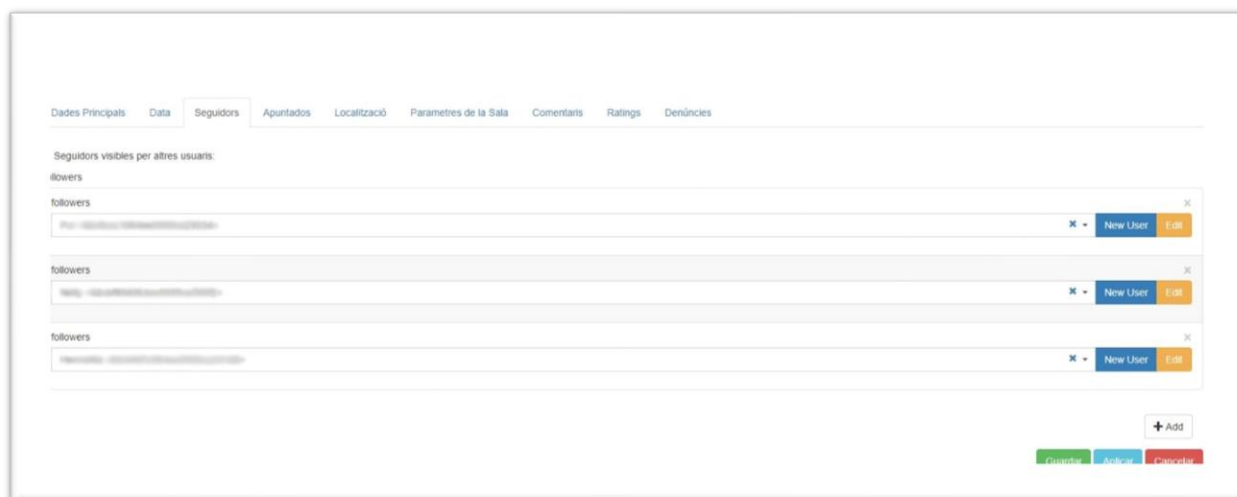 Dades Principals Data Seguidors Apuntados Localització Parametres de la Sala Comentaris Ratings Denúncies
Seguidors visibles per altres usuaris:
llowers
followers ×
New User Edit
followers ×
New User Edit
followers ×
New User Edit
+ Add
Guardar Aplicar Cancelar